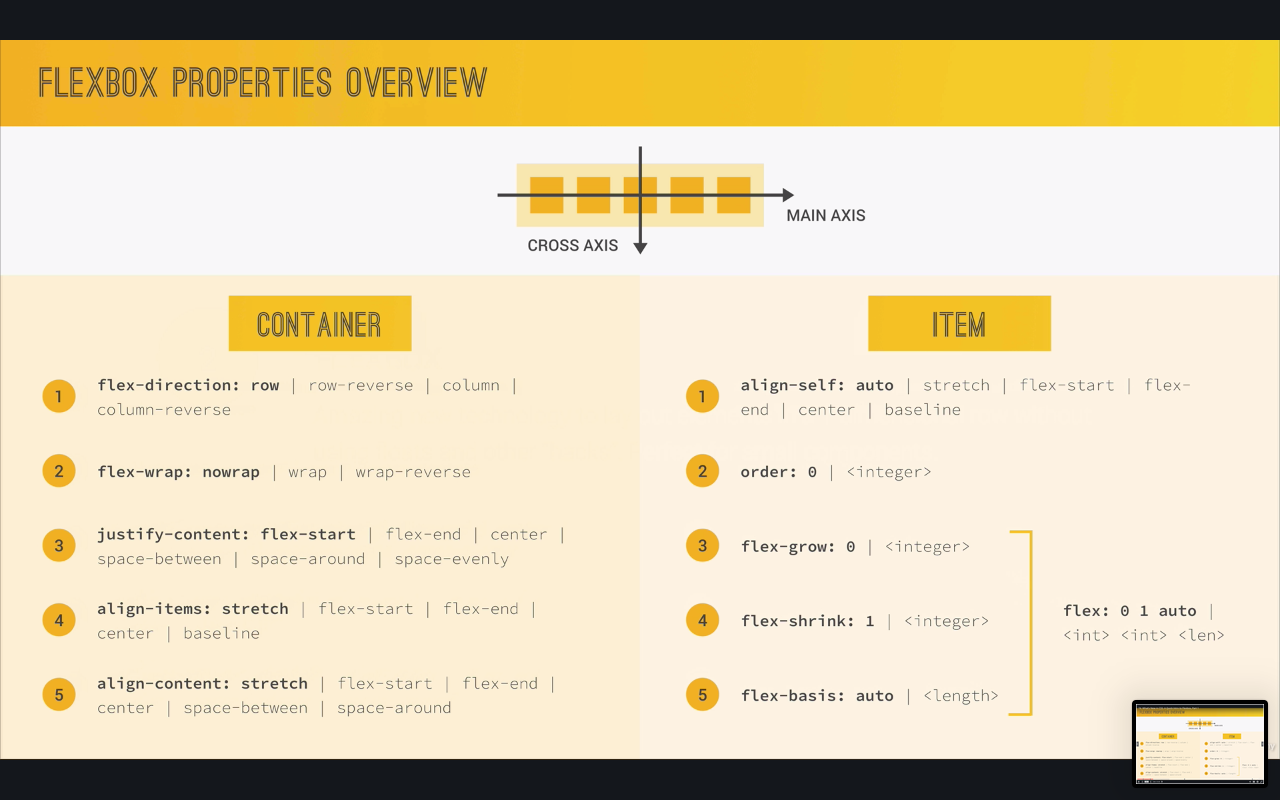 FLEXBOX PROPERTIES OVERVIEW
MAIN AXIS
CROSS AXIS
CONTAINER
1
flex-direction: row | row-reverse | column |
column-reverse
2
flex-wrap: nowrap | wrap | wrap-reverse
3
justify-content: flex-start | flex-end | center |
space-between | space-around | space-evenly
4
align-items: stretch | flex-start | flex-end |
center | baseline
5
align-content: stretch | flex-start | flex-end |
center | space-between | space-around
ITEM
1
align-self: auto | stretch | flex-start | flex-
end | center | baseline
2
order: 0 | <integer>
3
flex-grow: 0 | <integer>
4
flex-shrink: 1 | <integer>
5
flex-basis: auto | <length>
flex: 0 1 auto |
<int> <int> <len>